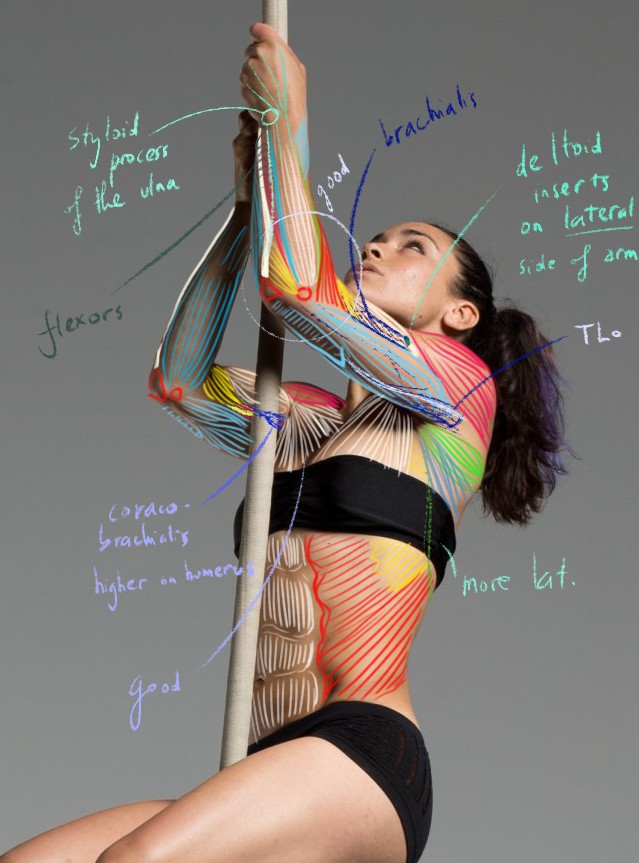 brachialis
styloid
process
of the ulna
good
deltoid
inserts
on lateral
side of arm
flexors
TLo
coraco-
brachialis
higher on humerus
more lat.
good